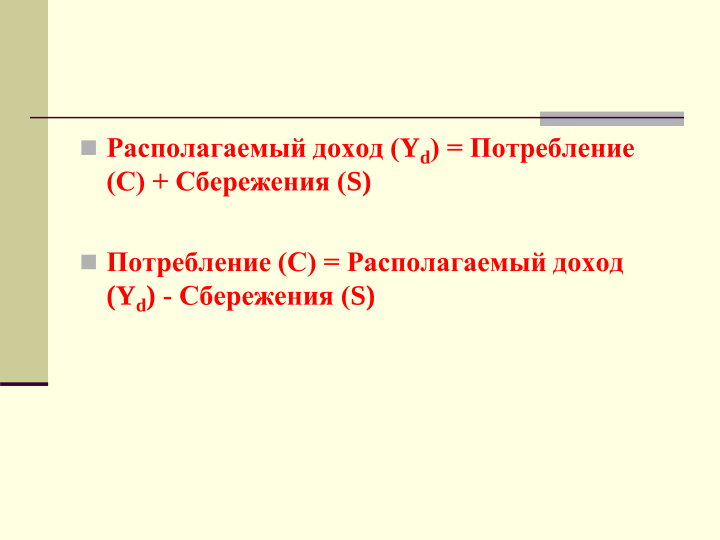 Располагаемый доход (Yd) = Потребление
(C) + Сбережения (S)
Потребление (C) = Располагаемый доход
(Yd) - Сбережения (S)